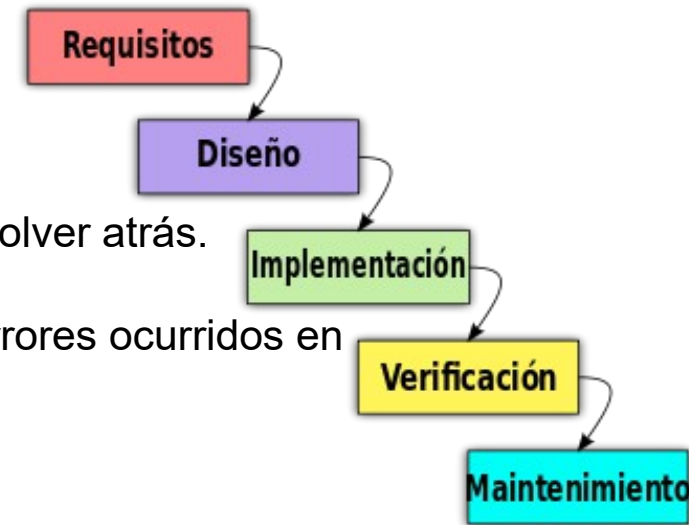 Requisitos
Diseño
olver atrás.
Implementación
rrores ocurridos en
Verificación
Maintenimiento